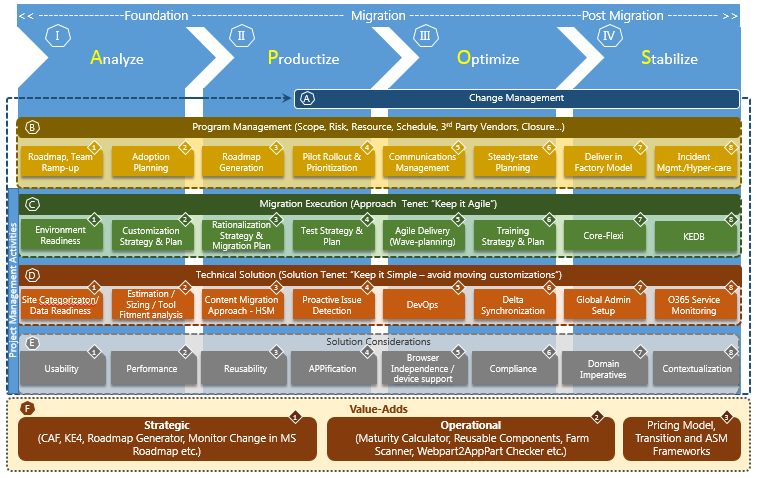 << ------------------Foundation -------------------------------Migration ---------------------------------Post Migration ---------- >>
I II III IV
Analyze Productize Optimize Stabilize
A Change Management
B Program Management (Scope, Risk, Resource, Schedule, 3rd Party Vendors, Closure...)
1 2 3 4 5 6 7 8
Roadmap, Team Adoption Roadmap Pilot Rollout & Communications Steady-state Deliver in Incident
Ramp-up Planning Generation Prioritization Management Planning Factory Model Mgmt./Hyper-care
Project Management Activities
C Migration Execution (Approach Tenet: “Keep it Agile”)
1 2 3 4 5 6 7 8
Environment Customization Rationalization Test Strategy & Agile Delivery Training Core-Flexi KEDB
Readiness Strategy & Plan Strategy & Plan (Wave-planning) Strategy & Plan
Migration Plan
D Technical Solution (Solution Tenet: “Keep it Simple – avoid moving customizations”)
1 2 3 4 5 6 7 8
Site Categorizaton/ Estimation / Content Migration Proactive Issue DevOps Delta Global Admin O365 Service
Data Readiness Sizing / Tool Approach - HSM Detection Synchronization Setup Monitoring
Fitment analysis
E Solution Considerations
1 2 3 4 5 6 7 8
Usability Performance Reusability APPification Browser Compliance Domain Contextualization
Independence / Imperatives
device support
F Value-Adds
1 2 3
Strategic Operational Pricing Model,
(CAF, KE4, Roadmap Generator, Monitor Change in MS (Maturity Calculator, Reusable Components, Farm Transition and ASM
Roadmap etc.) Scanner, Webpart2AppPart Checker etc.) Frameworks